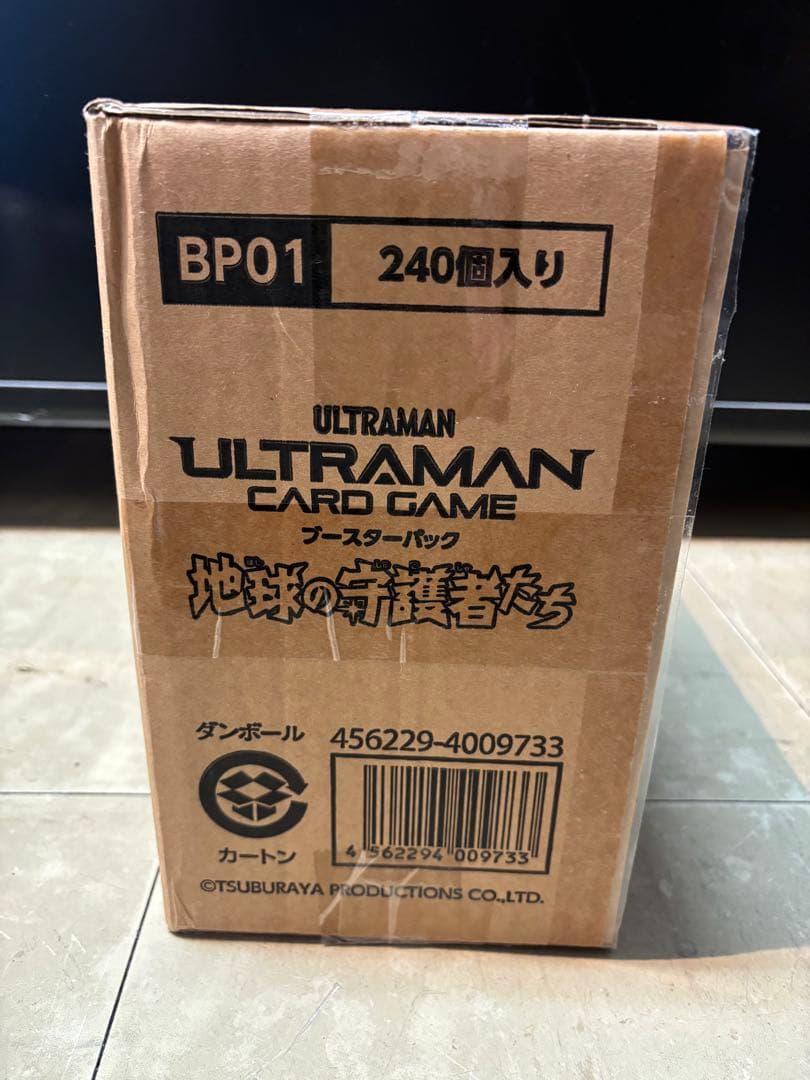 BP01 240個入り
ULTRAMAN
ULTRAMAN
CARD GAME
ブースターパック
地球の守護者たち
ダンボール 456229-4009733
カートン 4 562294 009733
©TSUBURAYA PRODUCTIONS CO.,LTD.